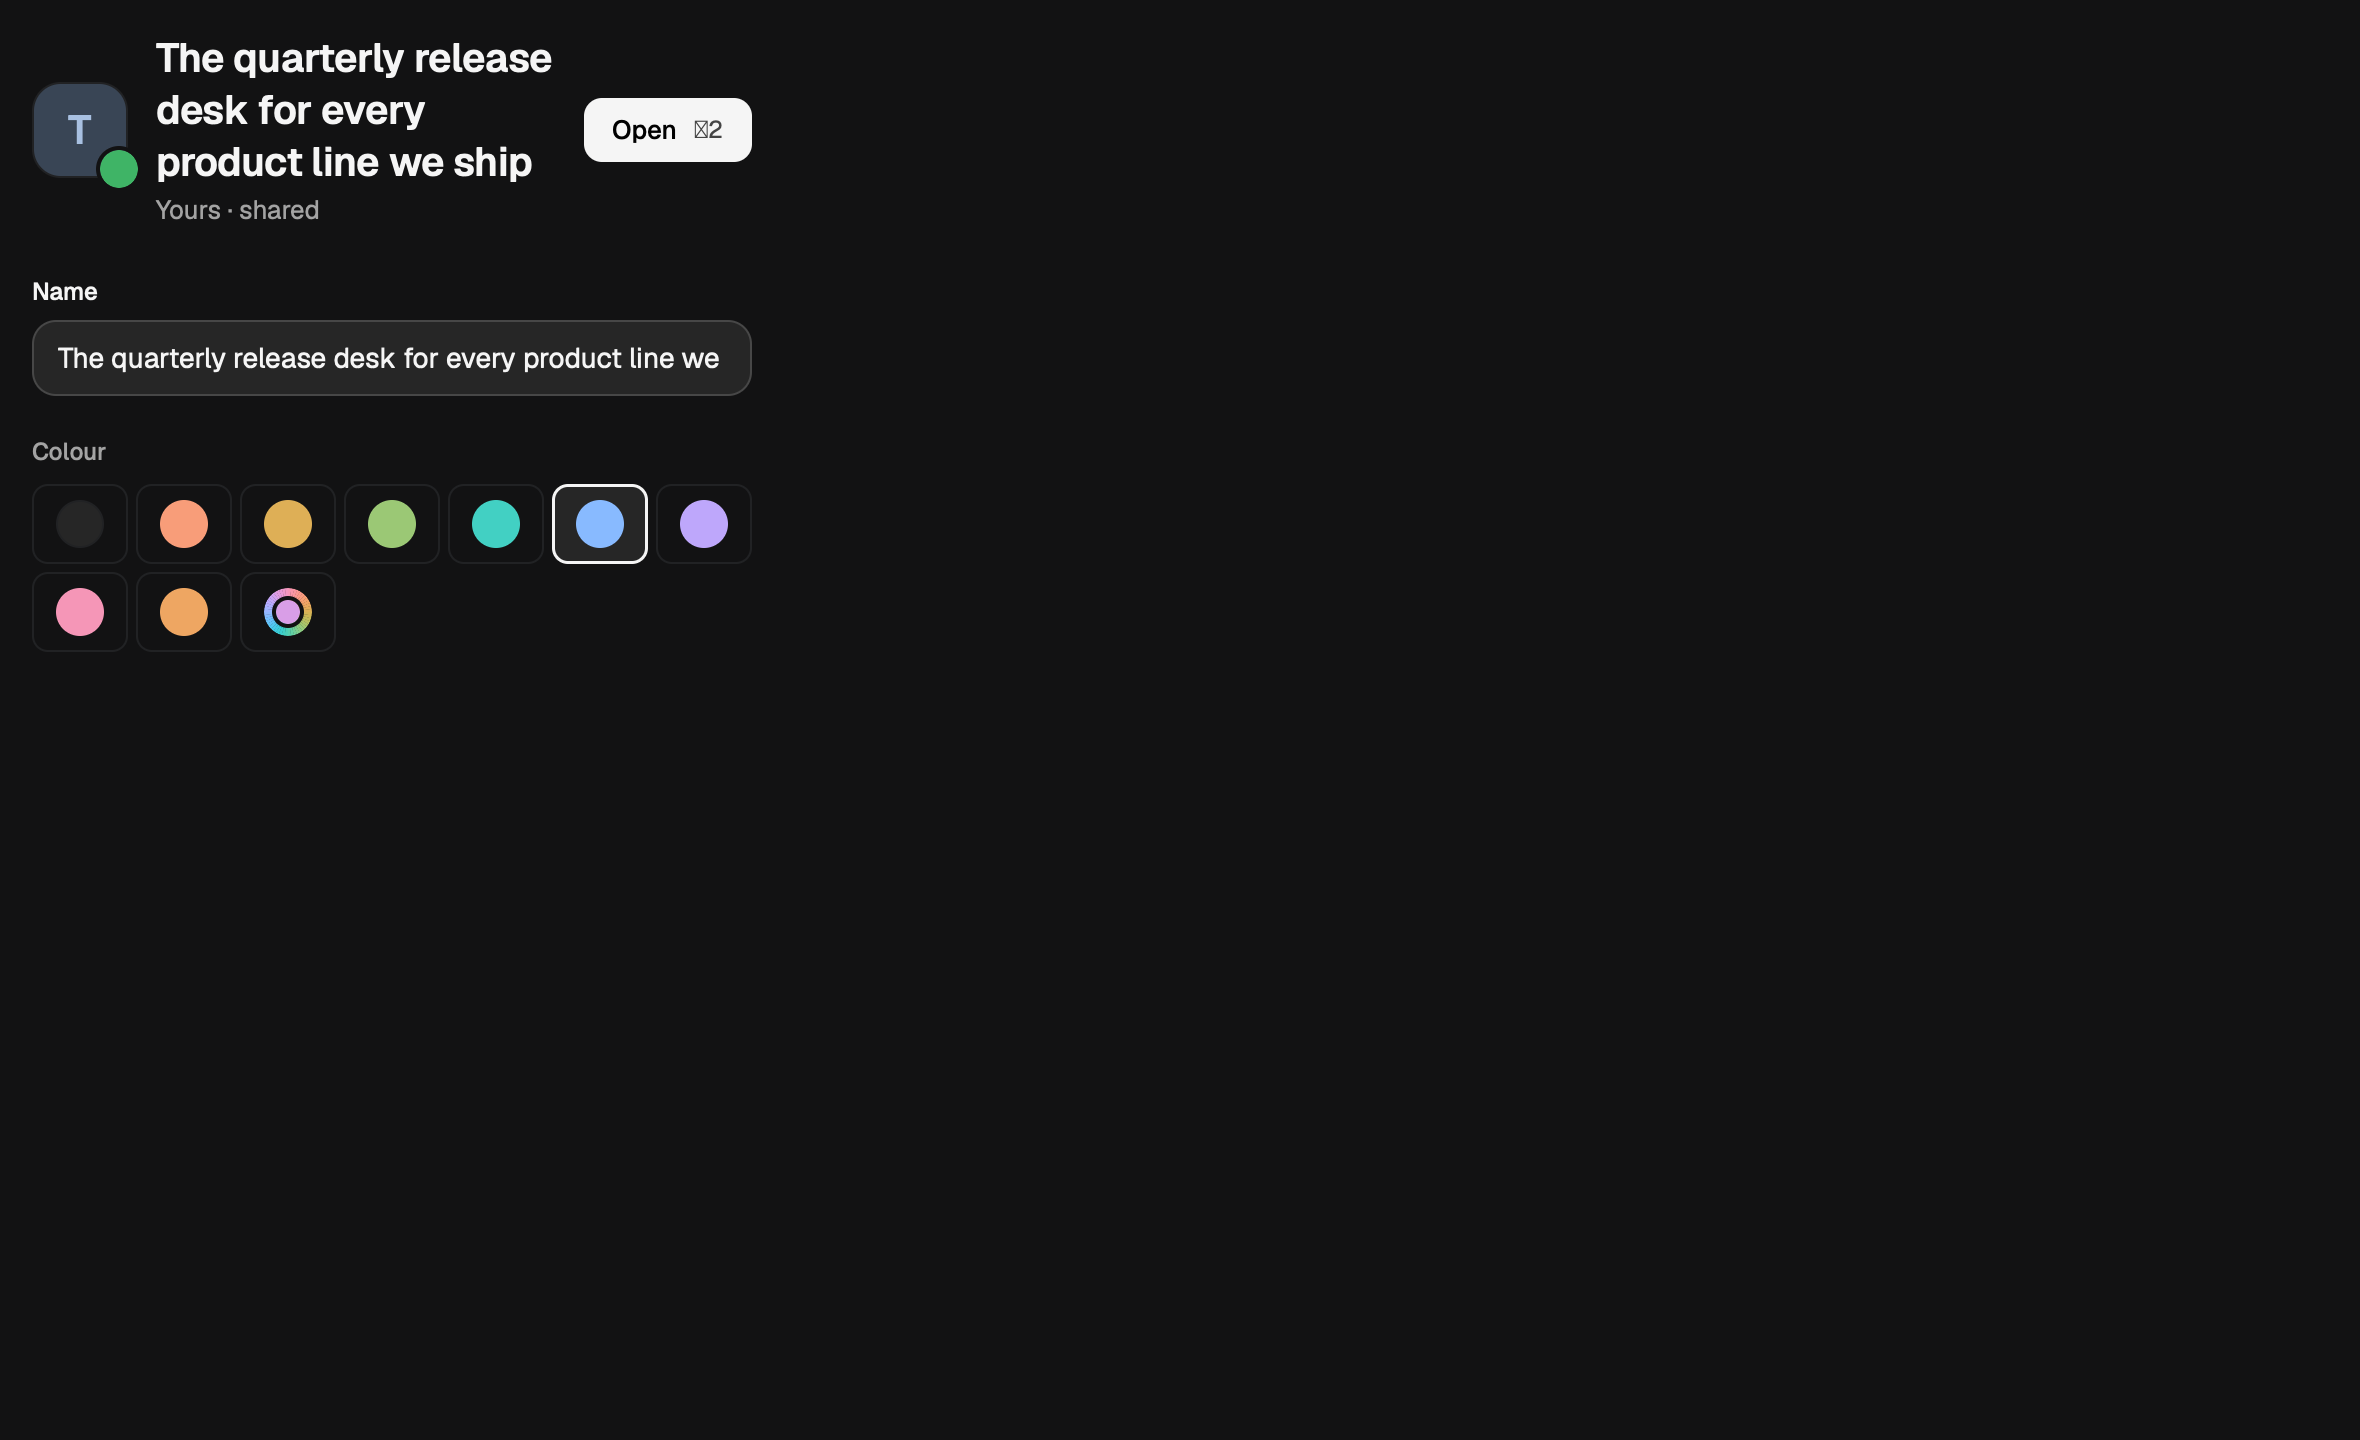 T
The quarterly release
desk for every
product line we ship
Yours · shared
Open 2
Name
The quarterly release desk for every product line we
Colour